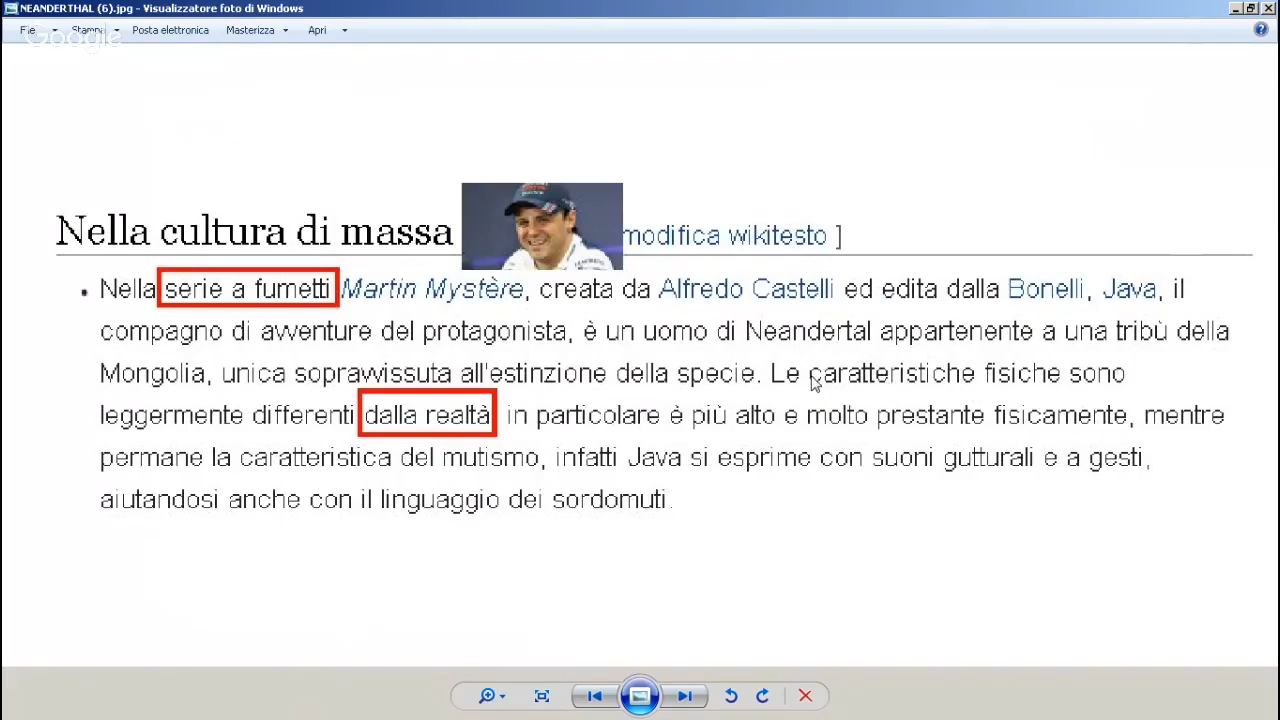 NEANDERTHAL (6).jpg - Visualizzatore foto di Windows
File Stampa Posta elettronica Masterizza Apri
Google
Nella cultura di massa modifica wikitesto ]
• Nella serie a fumetti Martin Mystère, creata da Alfredo Castelli ed edita dalla Bonelli, Java, il
compagno di avventure del protagonista, è un uomo di Neandertal appartenente a una tribù della
Mongolia, unica sopravvissuta all'estinzione della specie. Le caratteristiche fisiche sono
leggermente differenti dalla realtà in particolare è più alto e molto prestante fisicamente, mentre
permane la caratteristica del mutismo, infatti Java si esprime con suoni gutturali e a gesti,
aiutandosi anche con il linguaggio dei sordomuti.